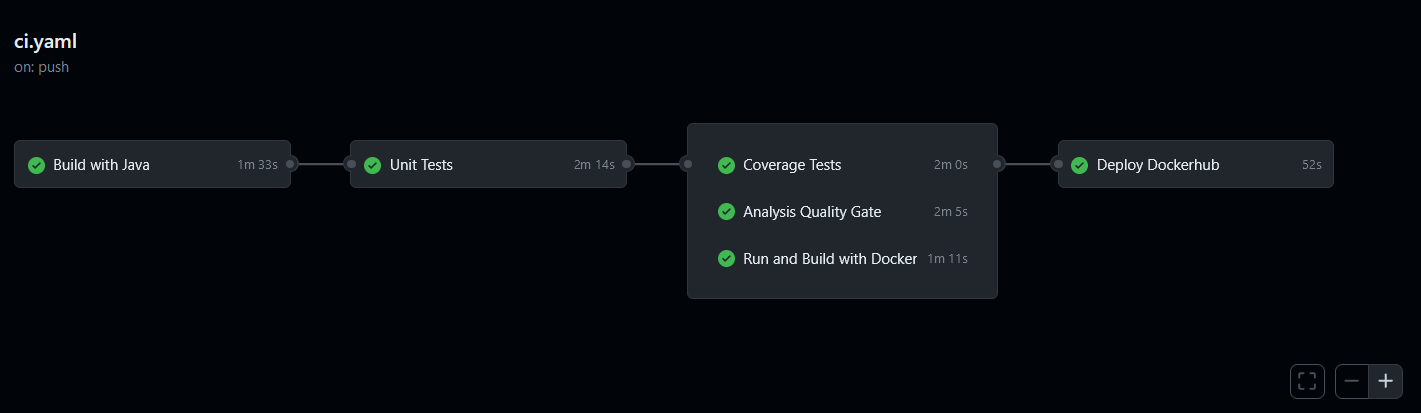 ci.yaml
on: push
Build with Java 1m 33s
Unit Tests 2m 14s
Coverage Tests 2m 0s
Analysis Quality Gate 2m 5s
Run and Build with Docker 1m 11s
Deploy Dockerhub 52s